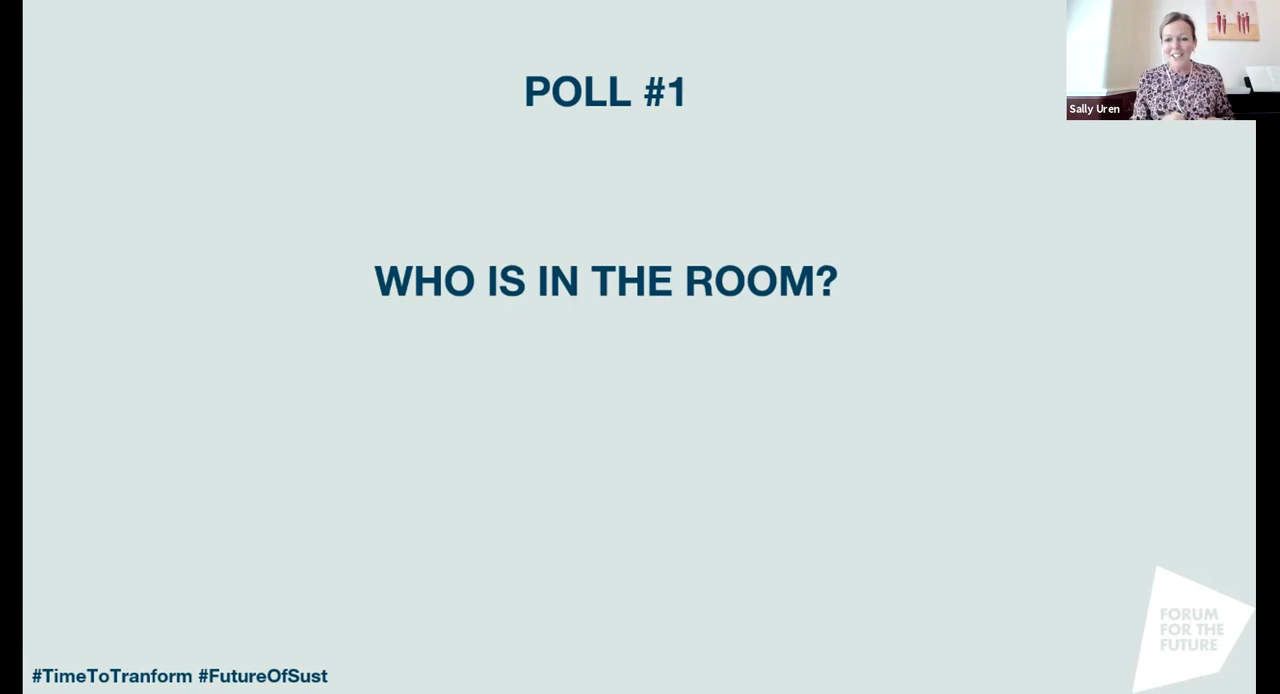 POLL #1
Sally Uren
WHO IS IN THE ROOM?
FORUM
FOR THE
FUTURE
#TimeToTranform #FutureOfSust